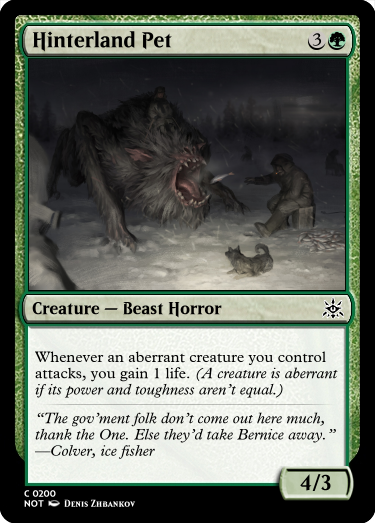 Hinterland Pet 3
Creature — Beast Horror
Whenever an aberrant creature you control
attacks, you gain 1 life. (A creature is aberrant
if its power and toughness aren't equal.)
“The gov'ment folk don't come out here much,
thank the One. Else they'd take Bernice away.”
—Colver, ice fisher
4/3
C 0200
NOT Denis Zhbankov